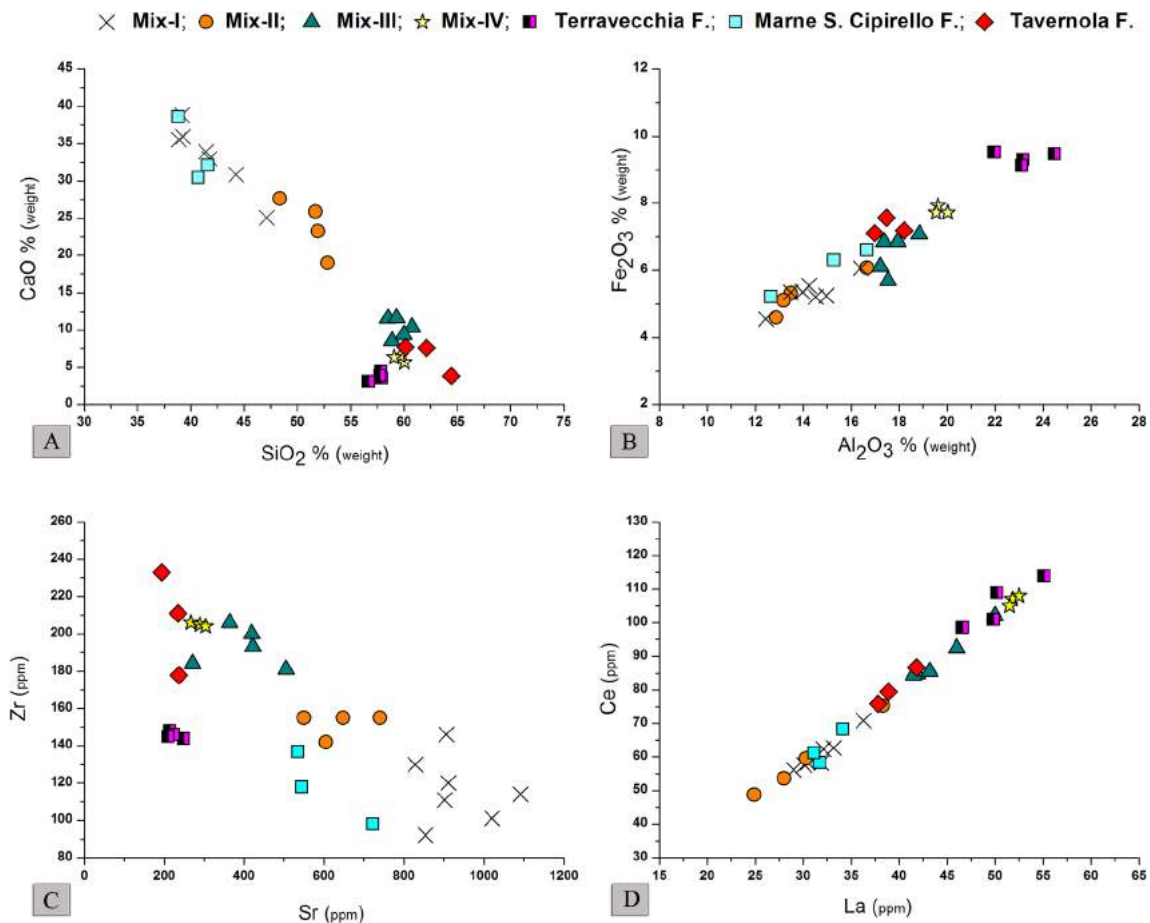 Mix-I; Mix-II; Mix-III; Mix-IV; Terravecchia F.; Marne S. Cipirello F.; Tavernola F.
45
40
35
30
25
20
15
10
5
0
CaO % (weight)
30 35 40 45 50 55 60 65 70 75
SiO2 % (weight)
A
12
10
8
6
4
2
Fe2O3 % (weight)
8 10 12 14 16 18 20 22 24 26 28
Al2O3 % (weight)
B
260
240
220
200
180
160
140
120
100
80
Zr (ppm)
200 400 600 800 1000 1200
Sr (ppm)
C
130
120
110
100
90
80
70
60
50
40
30
Ce (ppm)
15 20 25 30 35 40 45 50 55 60 65
La (ppm)
D